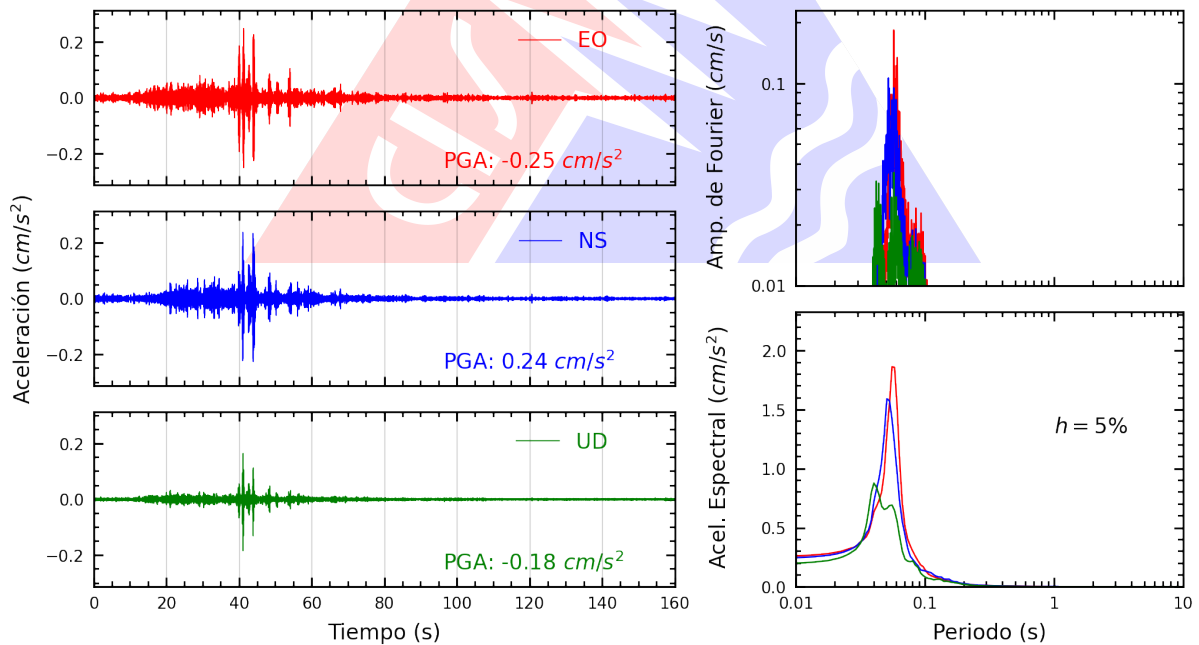 Aceleración (cm/s²)
0.2
0.0
−0.2
EO
PGA: -0.25 cm/s²
0.2
0.0
−0.2
NS
PGA: 0.24 cm/s²
0.2
0.0
−0.2
UD
PGA: -0.18 cm/s²
0 20 40 60 80 100 120 140 160
Tiempo (s)
Amp. de Fourier (cm/s)
0.1
0.01
Acel. Espectral (cm/s²)
2.0
1.5
1.0
0.5
0.0
h = 5%
0.01 0.1 1 10
Periodo (s)